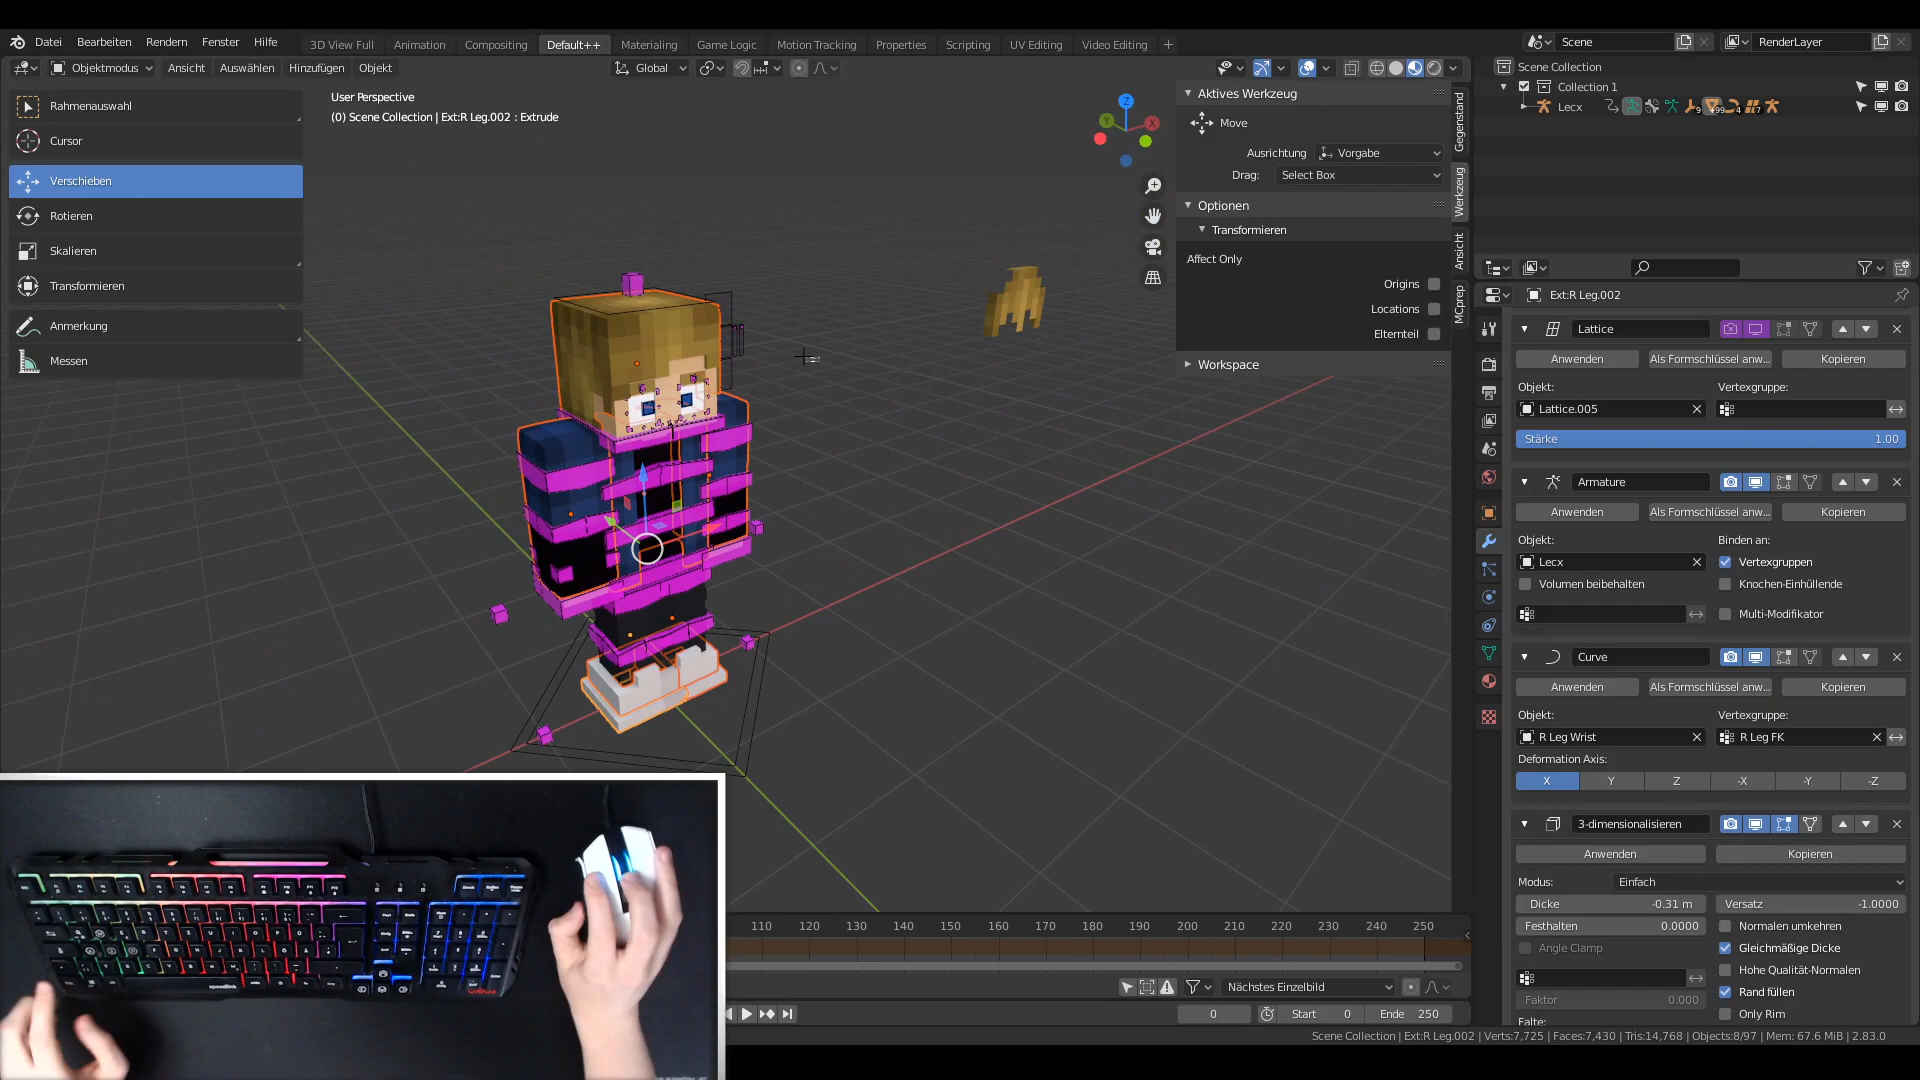 Datei Bearbeiten Rendern Fenster Hilfe 3D View Full Animation Compositing Default++ Materialing Game Logic Motion Tracking Properties Scripting UV Editing Video Editing + Scene RenderLayer
Objektmodus Ansicht Auswählen Hinzufügen Objekt Global
Scene Collection
Collection 1
Lecx
Rahmenauswahl
Cursor
Verschieben
Rotieren
Skalieren
Transformieren
Anmerkung
Messen
User Perspective
(0) Scene Collection | Ext:R Leg.002 : Extrude
Z
Y
X
Aktives Werkzeug
Move
Ausrichtung Vorgabe
Drag: Select Box
Optionen
Transformieren
Affect Only
Origins
Locations
Elternteil
Workspace
Gegenstand
Werkzeug
Ansicht
MCprep
Ext:R Leg.002
Lattice
Anwenden Als Formschlüssel anw... Kopieren
Objekt: Vertexgruppe:
Lattice.005
Stärke 1.00
Armature
Anwenden Als Formschlüssel anw... Kopieren
Objekt: Binden an:
Lecx Vertexgruppen
Volumen beibehalten Knochen-Einhüllende
Multi-Modifikator
Curve
Anwenden Als Formschlüssel anw... Kopieren
Objekt: Vertexgruppe:
R Leg Wrist R Leg FK
Deformation Axis:
X Y Z -X -Y -Z
3-dimensionalisieren
Anwenden Kopieren
Modus: Einfach
Dicke -0.31 m Versatz -1.0000
Festhalten 0.0000 Normalen umkehren
Angle Clamp Gleichmäßige Dicke
Hohe Qualität-Normalen
Rand füllen
Faktor 0.000
Only Rim
Falte:
110 120 130 140 150 160 170 180 190 200 210 220 230 240 250
Nächstes Einzelbild
0 Start 0 Ende 250
Scene Collection | Ext:R Leg.002 | Verts:7,725 | Faces:7,430 | Tris:14,768 | Objects:8/97 | Mem: 67.6 MiB | 2.83.0
speedlink